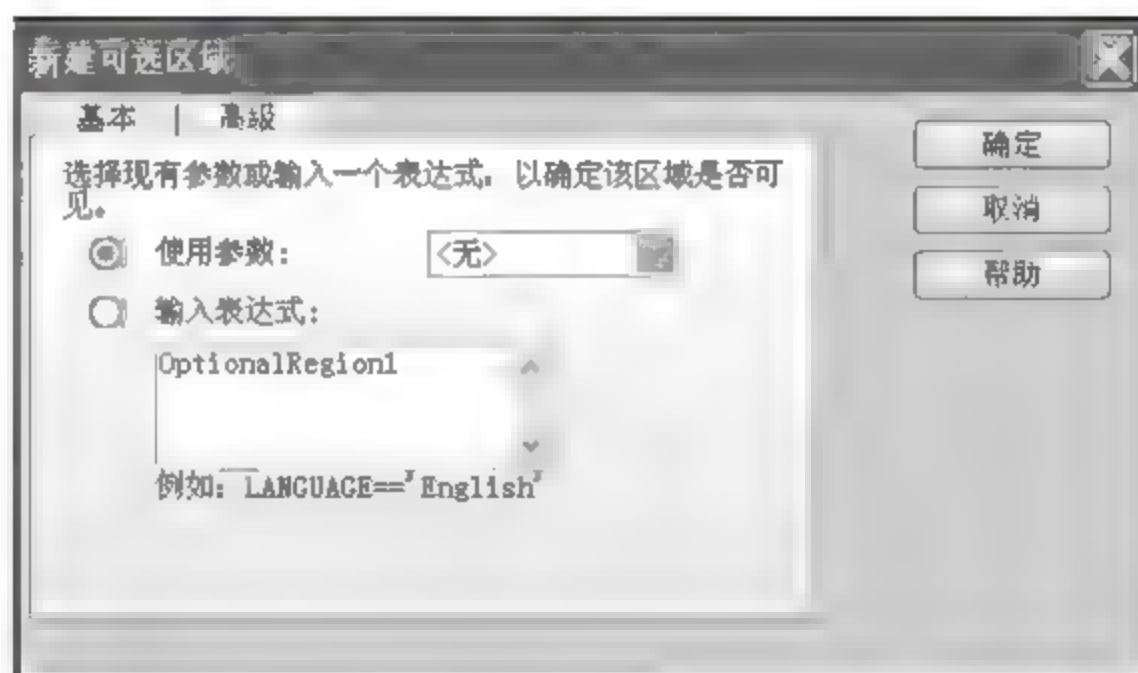 新建可选区域
基本 | 高级
选择现有参数或输入一个表达式，以确定该区域是否可
见。
使用参数： <无>
输入表达式：
OptionalRegion1
例如：LANGUAGE=='English'
确定
取消
帮助